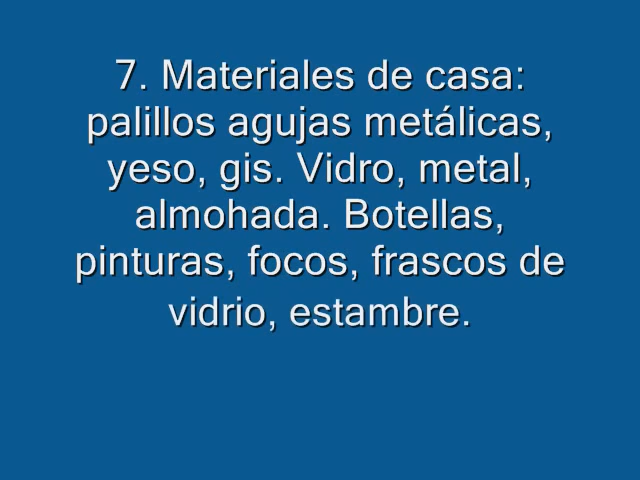 7. Materiales de casa:
palillos agujas metálicas,
yeso, gis. Vidro, metal,
almohada. Botellas,
pinturas, focos, frascos de
vidrio, estambre.